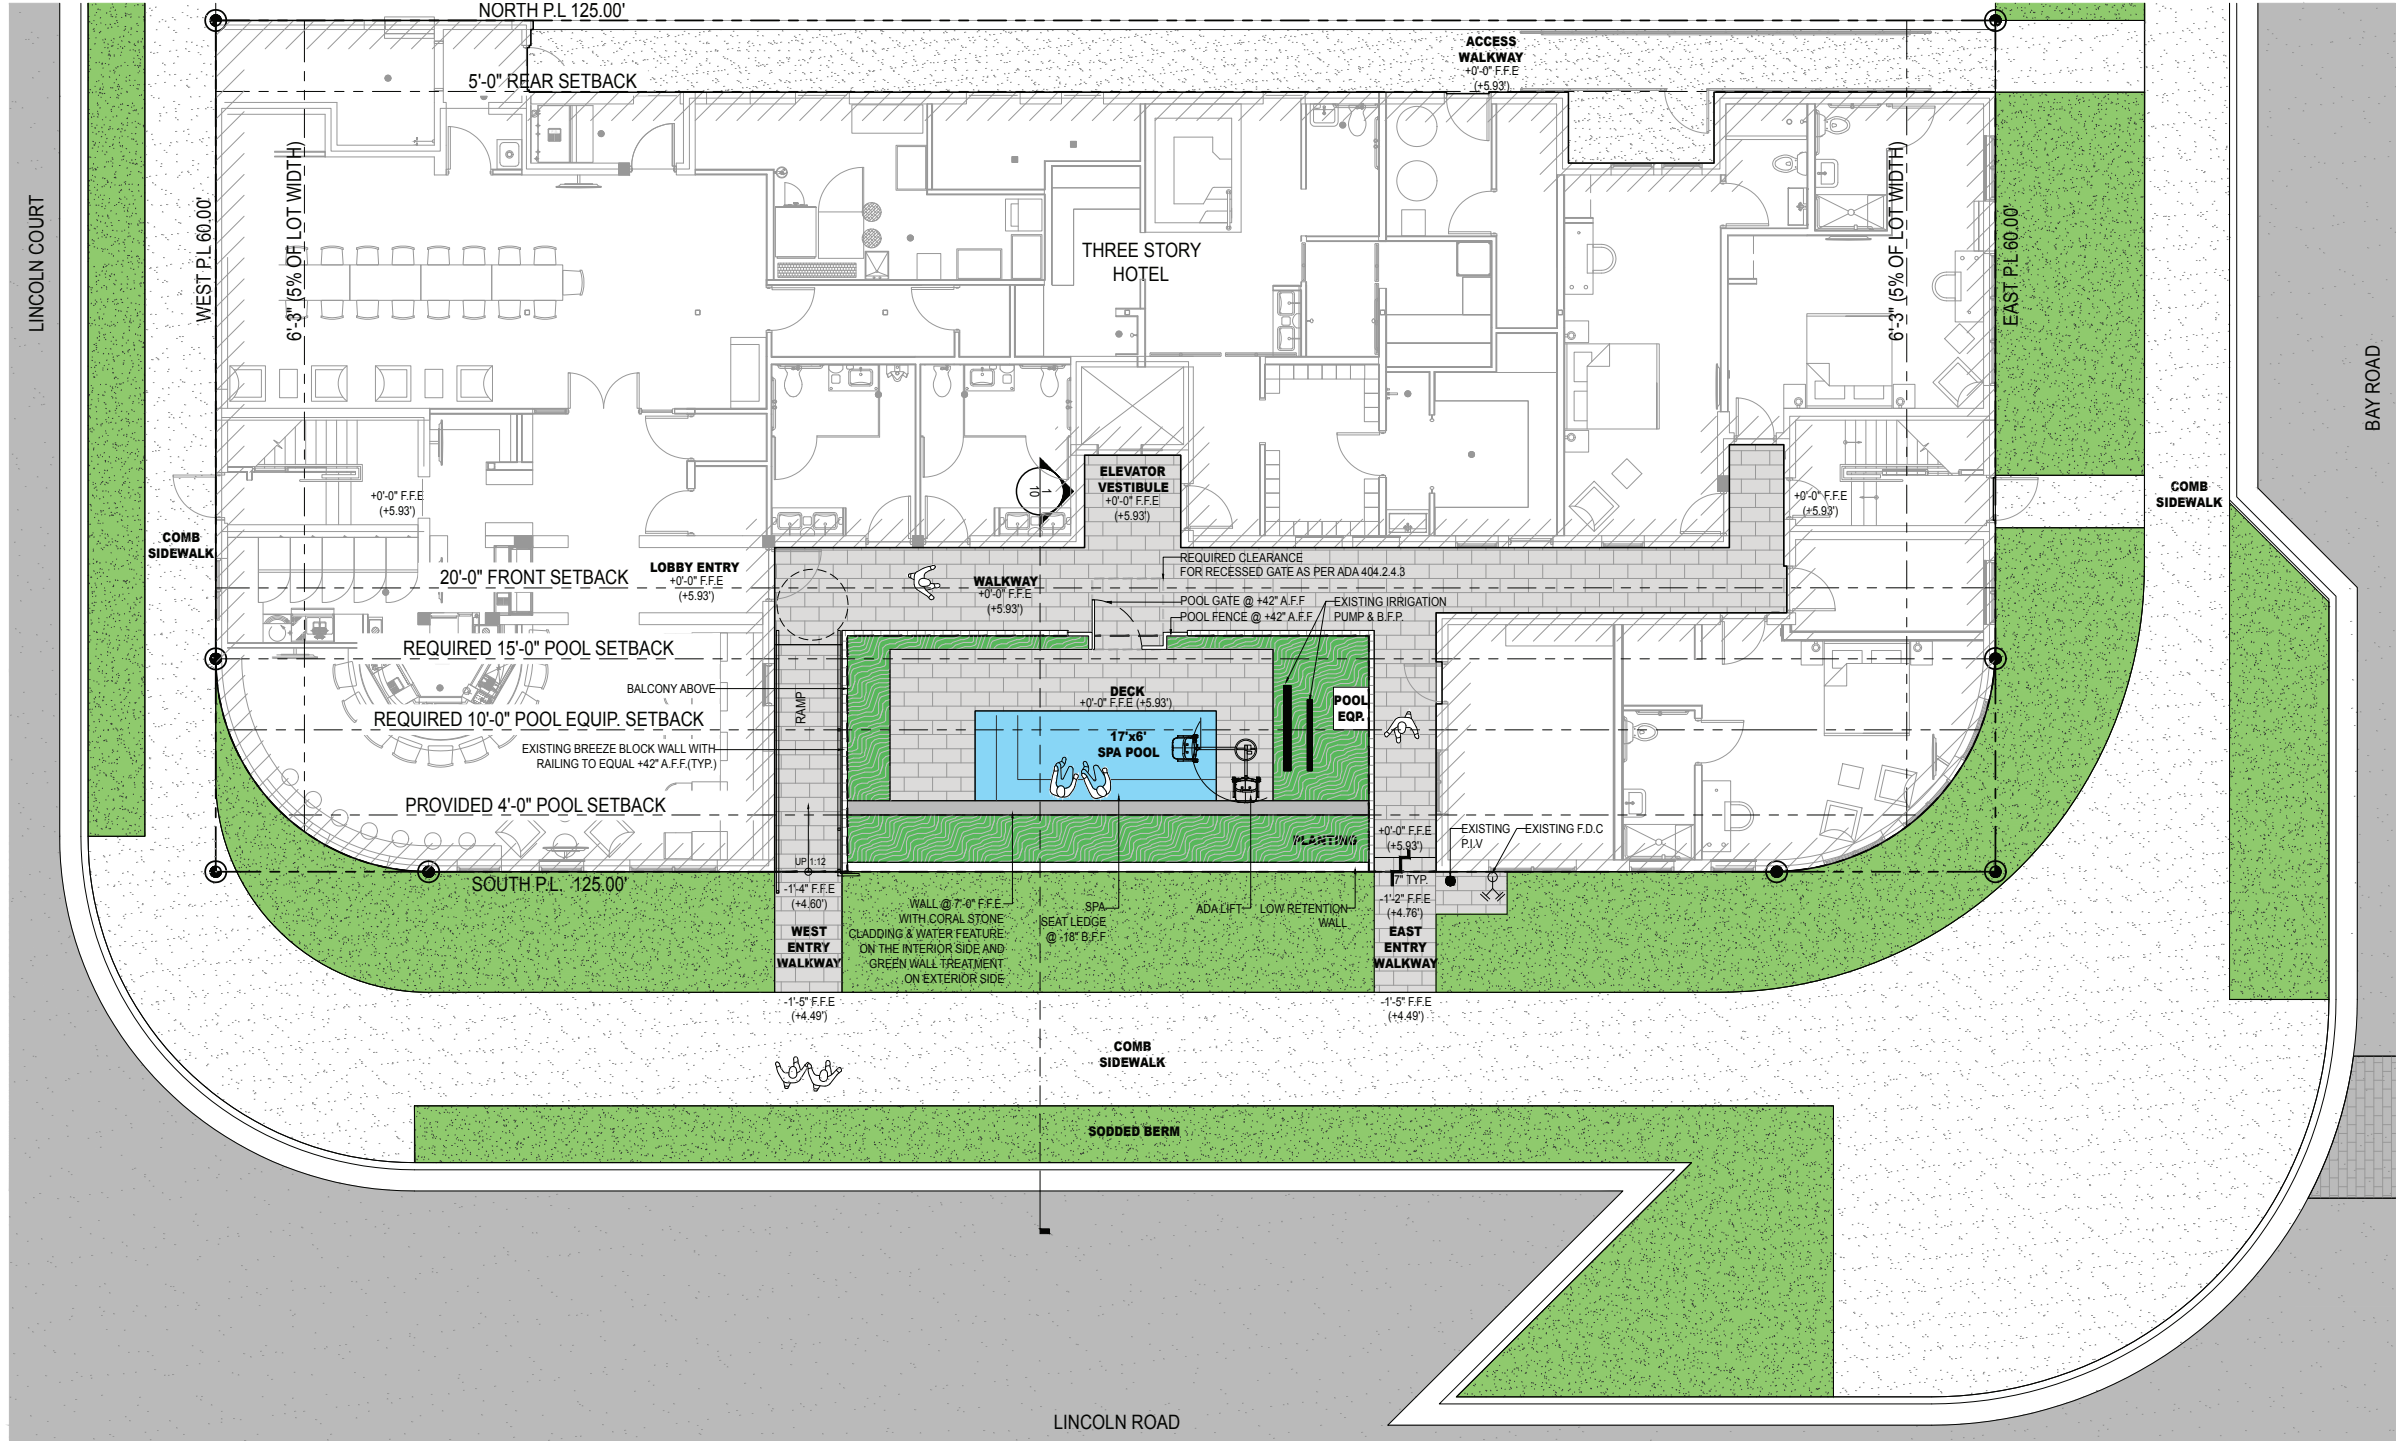 NORTH P.L 125.00'
ACCESS
WALKWAY
+0'-0" F.F.E
(+5.93')
5'-0" REAR SETBACK
LINCOLN COURT
WEST P.L 60.00'
6'-3" (5% OF LOT WIDTH)
THREE STORY
HOTEL
6'-3" (5% OF LOT WIDTH)
EAST P.L 60.00'
BAY ROAD
ELEVATOR
VESTIBULE
+0'-0" F.F.E
(+5.93')
1
10
+0'-0" F.F.E
(+5.93')
+0'-0" F.F.E
(+5.93')
COMB
SIDEWALK
COMB
SIDEWALK
20'-0" FRONT SETBACK
LOBBY ENTRY
+0'-0" F.F.E
(+5.93')
WALKWAY
+0'-0" F.F.E
(+5.93')
REQUIRED CLEARANCE
FOR RECESSED GATE AS PER ADA 404.2.4.3
POOL GATE @ +42" A.F.F
POOL FENCE @ +42" A.F.F
EXISTING IRRIGATION
PUMP & B.F.P.
REQUIRED 15'-0" POOL SETBACK
BALCONY ABOVE
RAMP
DECK
+0'-0" F.F.E (+5.93')
POOL
EQP.
REQUIRED 10'-0" POOL EQUIP. SETBACK
EXISTING BREEZE BLOCK WALL WITH
RAILING TO EQUAL +42" A.F.F.(TYP.)
17'x6'
SPA POOL
PROVIDED 4'-0" POOL SETBACK
PLANTING
+0'-0" F.F.E
(+5.93')
EXISTING
P.I.V
EXISTING F.D.C
UP 1:12
SOUTH P.L. 125.00'
-1'-4" F.F.E
(+4.60')
7" TYP.
-1'-2" F.F.E
(+4.76')
WEST
ENTRY
WALKWAY
WALL @ 7'-0" F.F.E.
WITH CORAL STONE
CLADDING & WATER FEATURE
ON THE INTERIOR SIDE AND
GREEN WALL TREATMENT
ON EXTERIOR SIDE
SPA
SEAT LEDGE
@ -18" B.F.F
ADA LIFT
LOW RETENTION
WALL
EAST
ENTRY
WALKWAY
-1'-5" F.F.E
(+4.49')
-1'-5" F.F.E
(+4.49')
COMB
SIDEWALK
SODDED BERM
LINCOLN ROAD